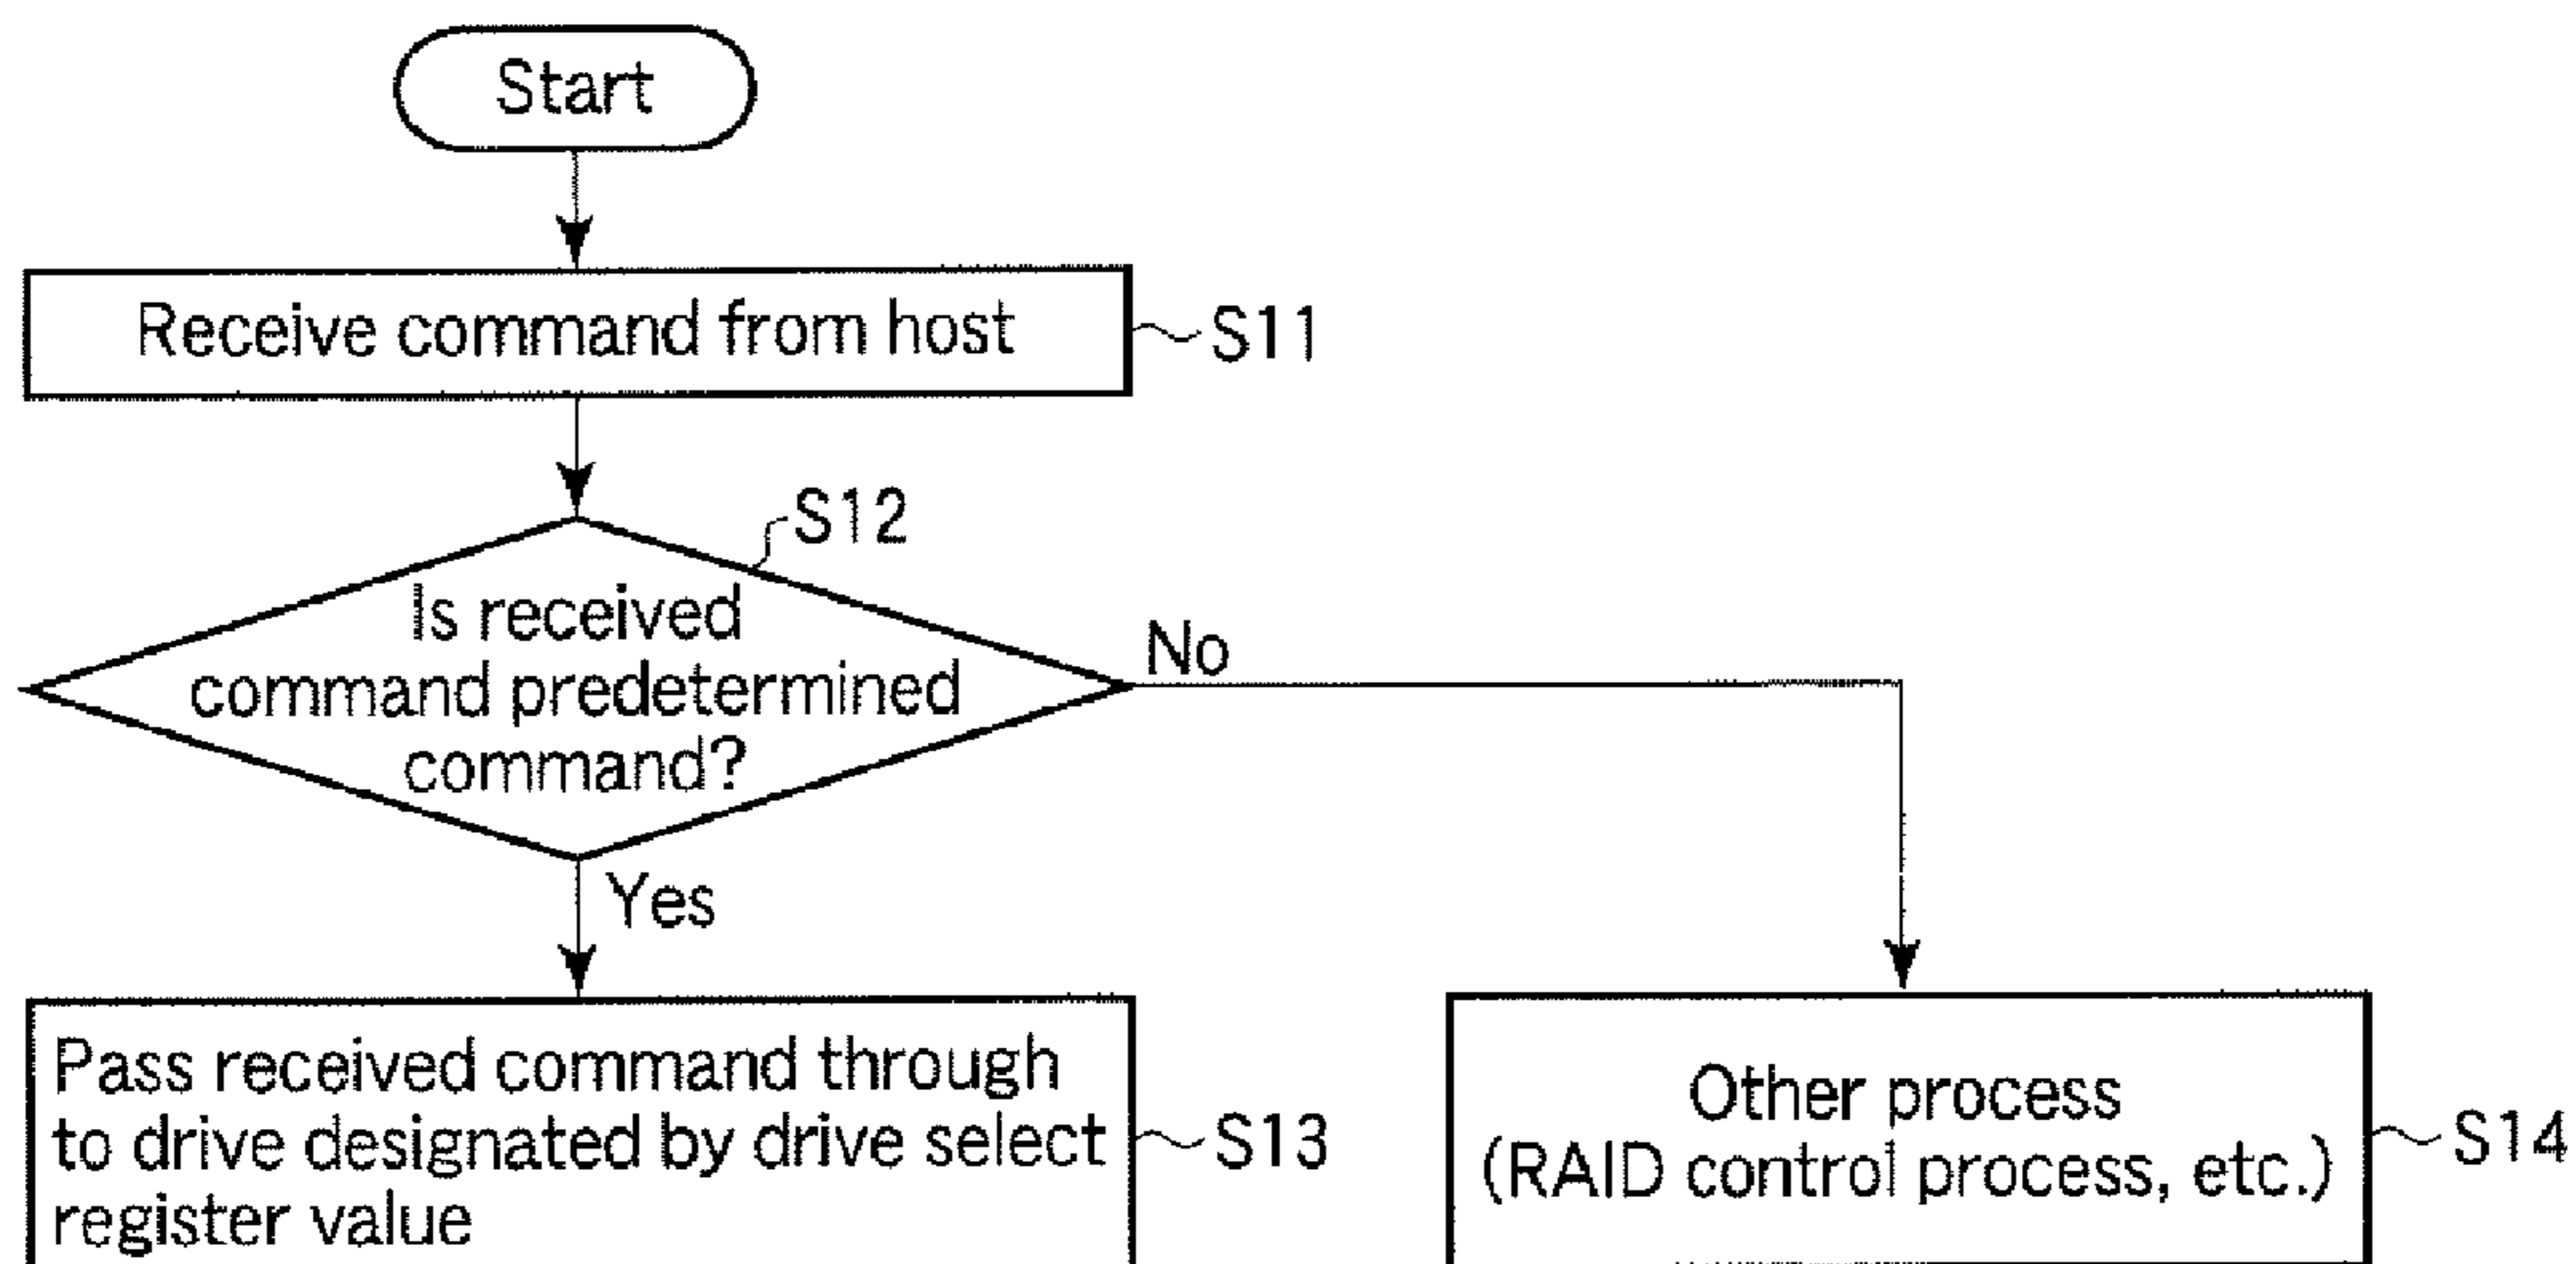 Start
Receive command from host
S11
S12
Is received
command predetermined
command?
No
Yes
Pass received command through
to drive designated by drive select
register value
S13
Other process
(RAID control process, etc.)
S14